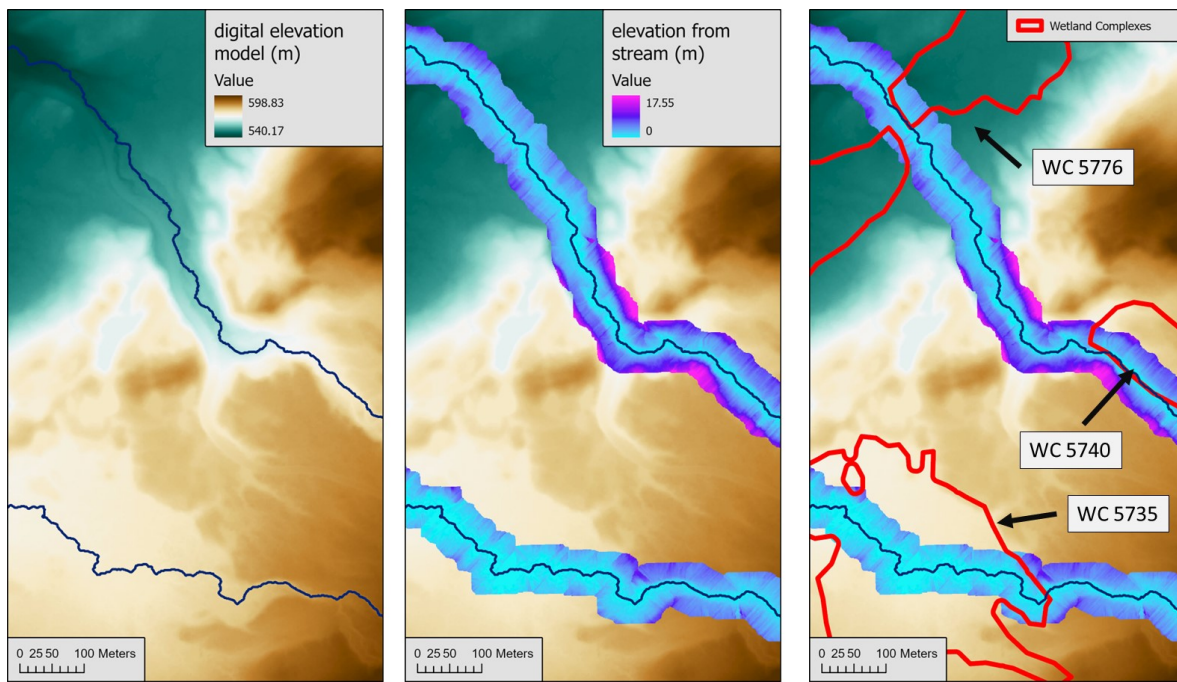 digital elevation
model (m)
Value
598.83
540.17
0 25 50 100 Meters
elevation from
stream (m)
Value
17.55
0
0 25 50 100 Meters
Wetland Complexes
WC 5776
WC 5740
WC 5735
0 25 50 100 Meters